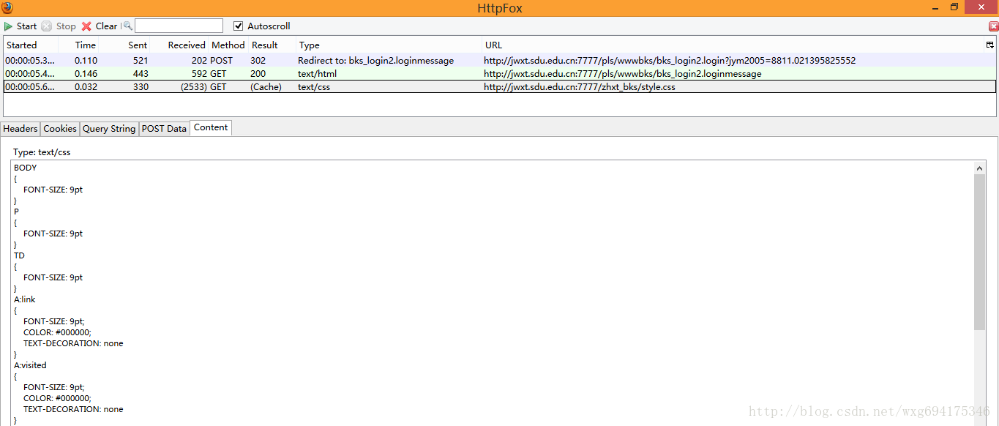 HttpFox
Start Stop Clear Autoscroll
Started Time Sent Received Method Result Type URL
00:00:05.3... 0.110 521 202 POST 302 Redirect to: bks_login2.loginmessage http://jwxt.sdu.edu.cn:7777/pls/wwwbks/bks_login2.login?jym2005=8811.021395825552
00:00:05.4... 0.146 443 592 GET 200 text/html http://jwxt.sdu.edu.cn:7777/pls/wwwbks/bks_login2.loginmessage
00:00:05.6... 0.032 330 (2533) GET (Cache) text/css http://jwxt.sdu.edu.cn:7777/zhxt_bks/style.css
Headers Cookies Query String POST Data Content
Type: text/css
BODY
{
FONT-SIZE: 9pt
}
P
{
FONT-SIZE: 9pt
}
TD
{
FONT-SIZE: 9pt
}
A:link
{
FONT-SIZE: 9pt;
COLOR: #000000;
TEXT-DECORATION: none
}
A:visited
{
FONT-SIZE: 9pt;
COLOR: #000000;
TEXT-DECORATION: none
}
http://blog.csdn.net/wxg694175346